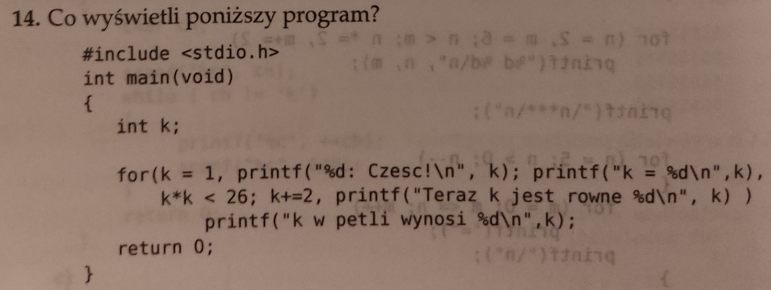 14. Co wyświetli poniższy program?
#include <stdio.h>
int main(void)
{
int k;
for(k = 1, printf("%d: Czesc!\n", k); printf("k = %d\n",k),
k*k < 26; k+=2, printf("Teraz k jest rowne %d\n", k) )
printf("k w petli wynosi %d\n",k);
return 0;
}